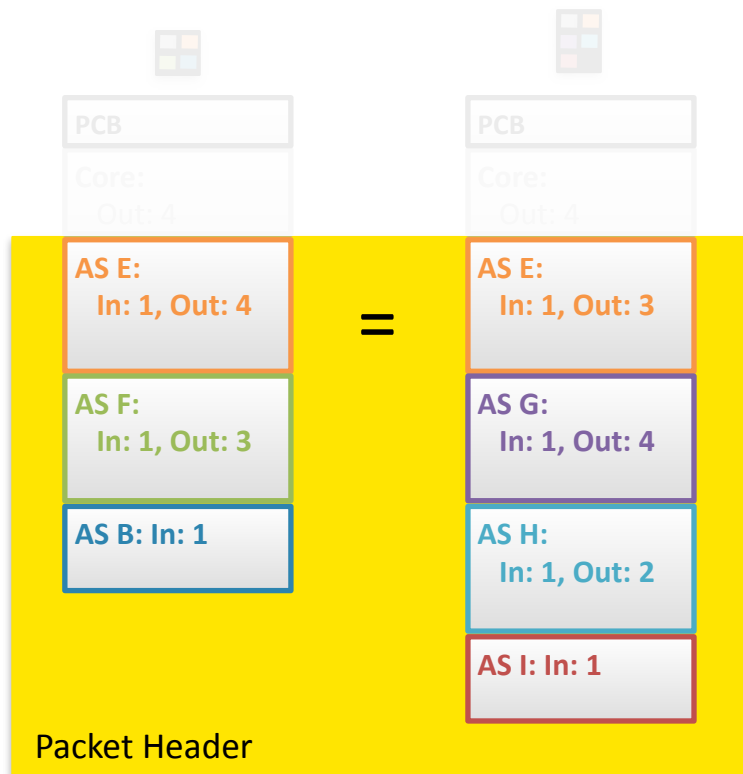 PCB
Core:
Out: 4
AS E:
In: 1, Out: 4
AS F:
In: 1, Out: 3
AS B: In: 1
=
PCB
Core:
Out: 4
AS E:
In: 1, Out: 3
AS G:
In: 1, Out: 4
AS H:
In: 1, Out: 2
AS I: In: 1
Packet Header